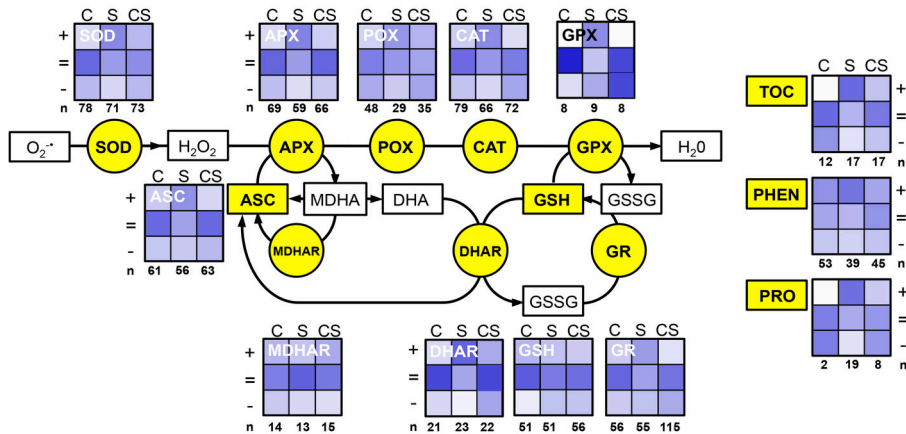 C S CS
+ SOD
=
-
n 78 71 73
C S CS
+ APX
=
-
n 69 59 66
C S CS
POX
48 29 35
C S CS
CAT
79 66 72
C S CS
GPX
8 9 8
O₂⁻• SOD H₂O₂ APX POX CAT GPX H₂0
C S CS
+ ASC
=
-
n 61 56 63
ASC MDHA DHA GSH GSSG
MDHAR DHAR GR
GSSG
C S CS
+ MDHAR
=
-
n 14 13 15
C S CS
+ DHAR
=
-
n 21 23 22
C S CS
GSH
51 51 56
C S CS
GR
56 55 115
C S CS
TOC +
=
-
12 17 17 n
PHEN +
=
-
53 39 45 n
PRO +
=
-
2 19 8 n